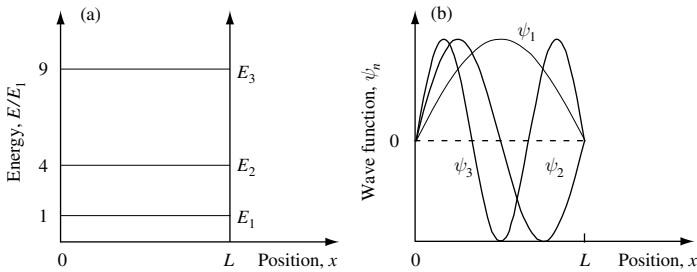 (a)
Energy, E/E₁
9
4
1
E₃
E₂
E₁
0
L
Position, x
(b)
Wave function, ψₙ
0
ψ₁
ψ₃
ψ₂
0
L
Position, x